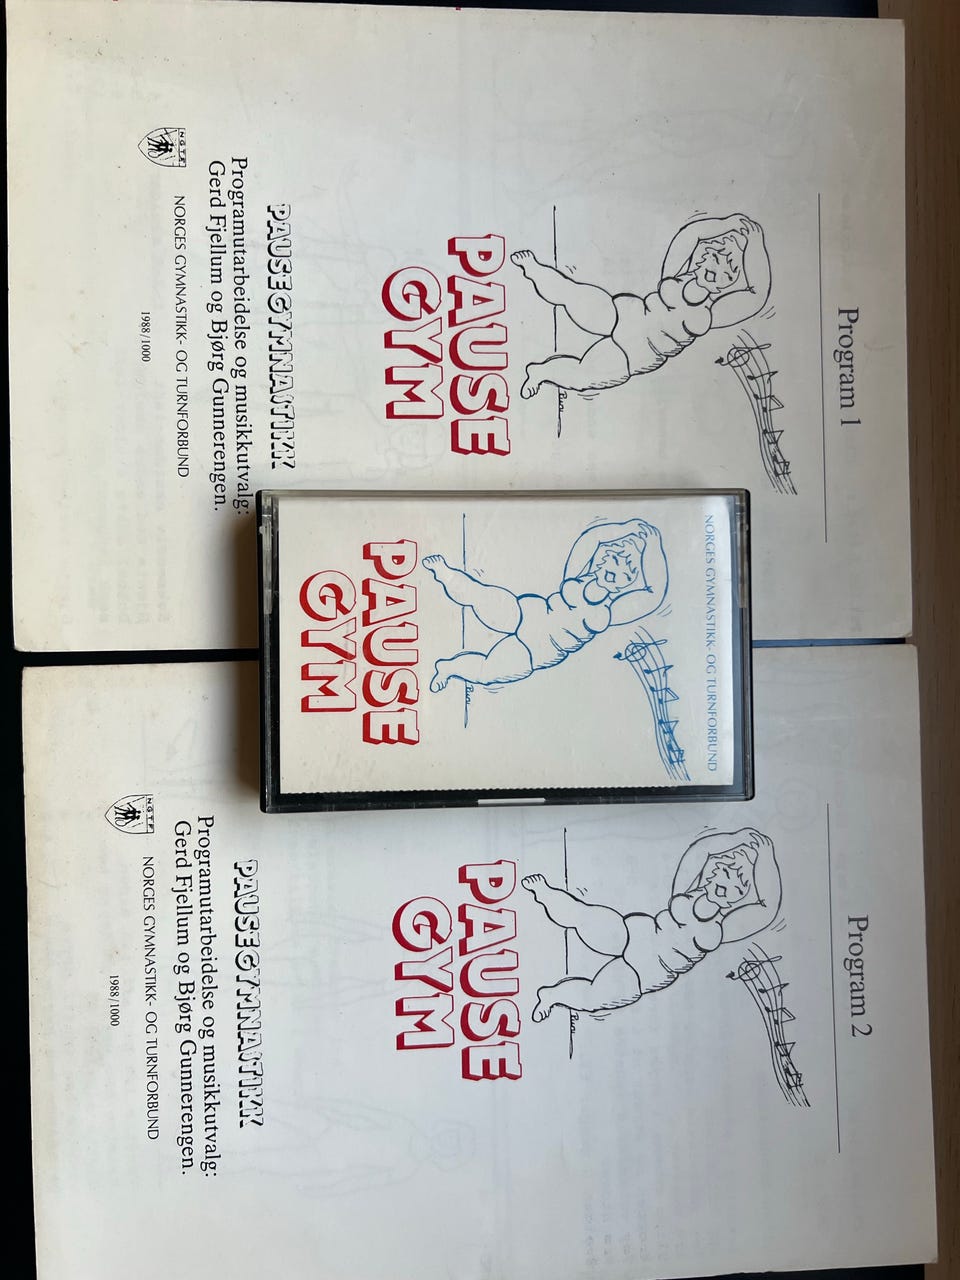 Program 1
PAUSE
GYM
PAUSEGYMNASTIKK
Programutarbeidelse og musikkutvalg:
Gerd Fjellum og Bjørg Gunnerengen.
N.G.T.F.
NORGES GYMNASTIKK- OG TURNFORBUND
1988/1000
NORGES GYMNASTIKK- OG TURNFORBUND
PAUSE
GYM
Program 2
PAUSE
GYM
PAUSEGYMNASTIKK
Programutarbeidelse og musikkutvalg:
Gerd Fjellum og Bjørg Gunnerengen.
N.G.T.F.
NORGES GYMNASTIKK- OG TURNFORBUND
1988/1000